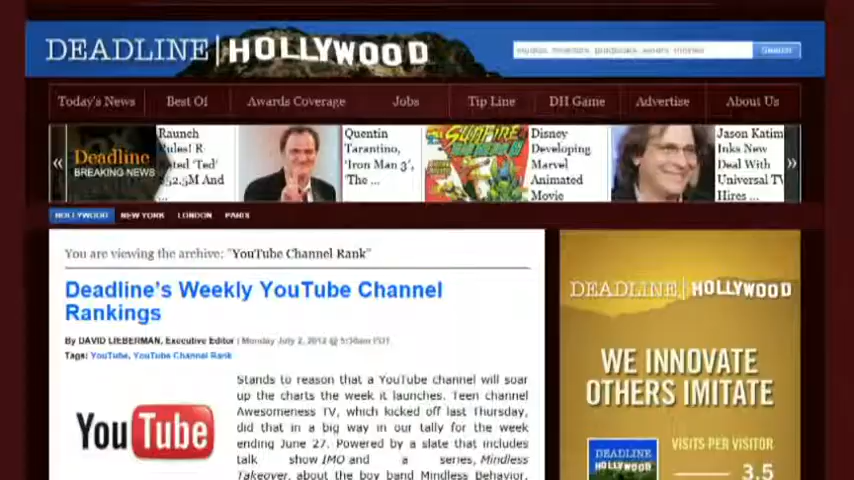 DEADLINE HOLLYWOOD
Search
Today's News Best Of Awards Coverage Jobs Tip Line DH Game Advertise About Us
« Deadline
BREAKING NEWS
Raunch
Rules! R
ated 'Ted'
52.5M And
...
Quentin
Tarantino,
'Iron Man 3',
'The ...
SUNFIRE
Disney
Developing
Marvel
Animated
Movie
Jason Katim
Inks New
Deal With
Universal TV
Hires ...
»
HOLLYWOOD NEW YORK LONDON PARIS
You are viewing the archive: "YouTube Channel Rank"
Deadline's Weekly YouTube Channel
Rankings
By DAVID LIEBERMAN, Executive Editor | Monday July 2, 2012 @ 5:30am PDT
Tags: YouTube, YouTube Channel Rank
YouTube
Stands to reason that a YouTube channel will soar
up the charts the week it launches. Teen channel
Awesomeness TV, which kicked off last Thursday,
did that in a big way in our tally for the week
ending June 27. Powered by a slate that includes
talk show IMO and a series, Mindless
Takeover, about the boy band Mindless Behavior,
DEADLINE HOLLYWOOD
WE INNOVATE
OTHERS IMITATE
DEADLINE
HOLLYWOOD
VISITS PER VISITOR
3.5